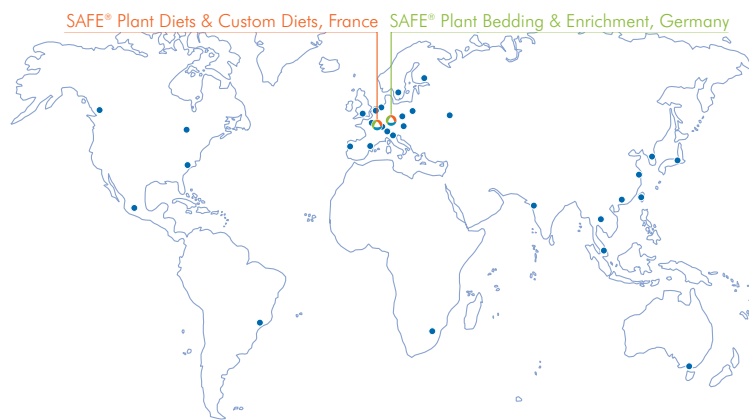 SAFE® Plant Diets & Custom Diets, France
SAFE® Plant Bedding & Enrichment, Germany